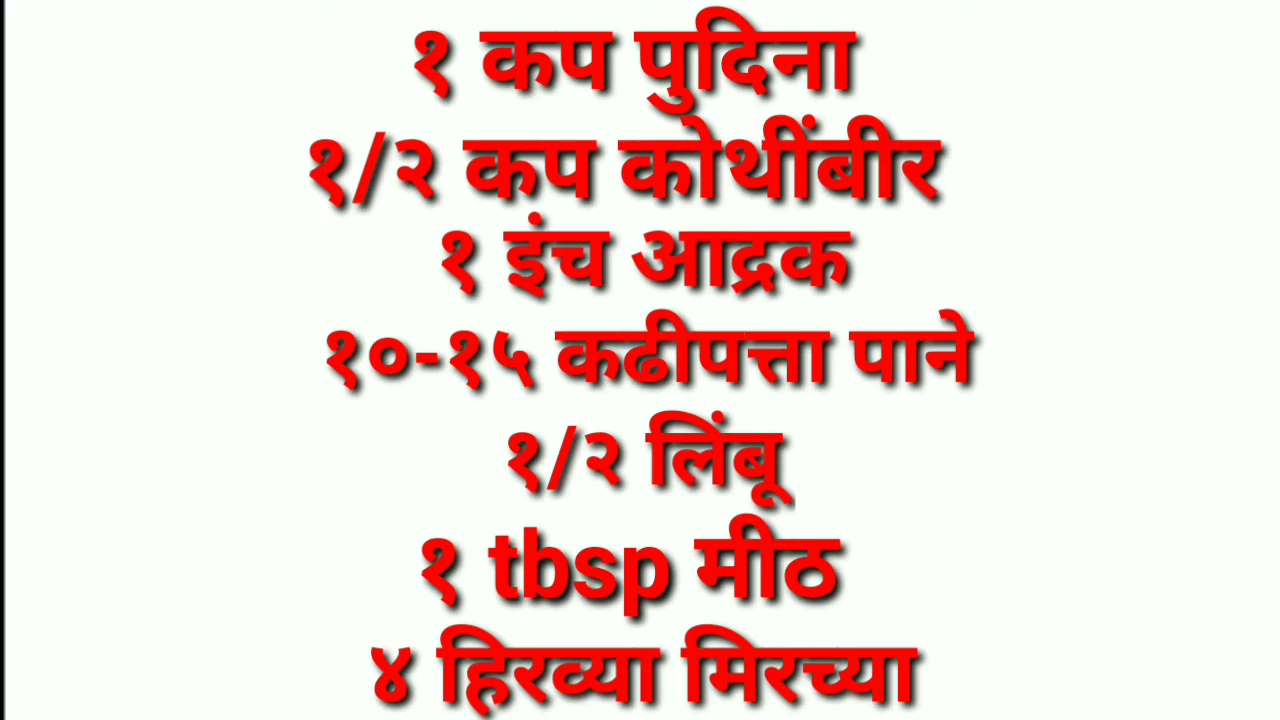 १ कप पुदिना
१/२ कप कोथींबीर
१ इंच आद्रक
१०-१५ कढीपत्ता पाने
१/२ लिंबू
१ tbsp मीठ
४ हिरव्या मिरच्या